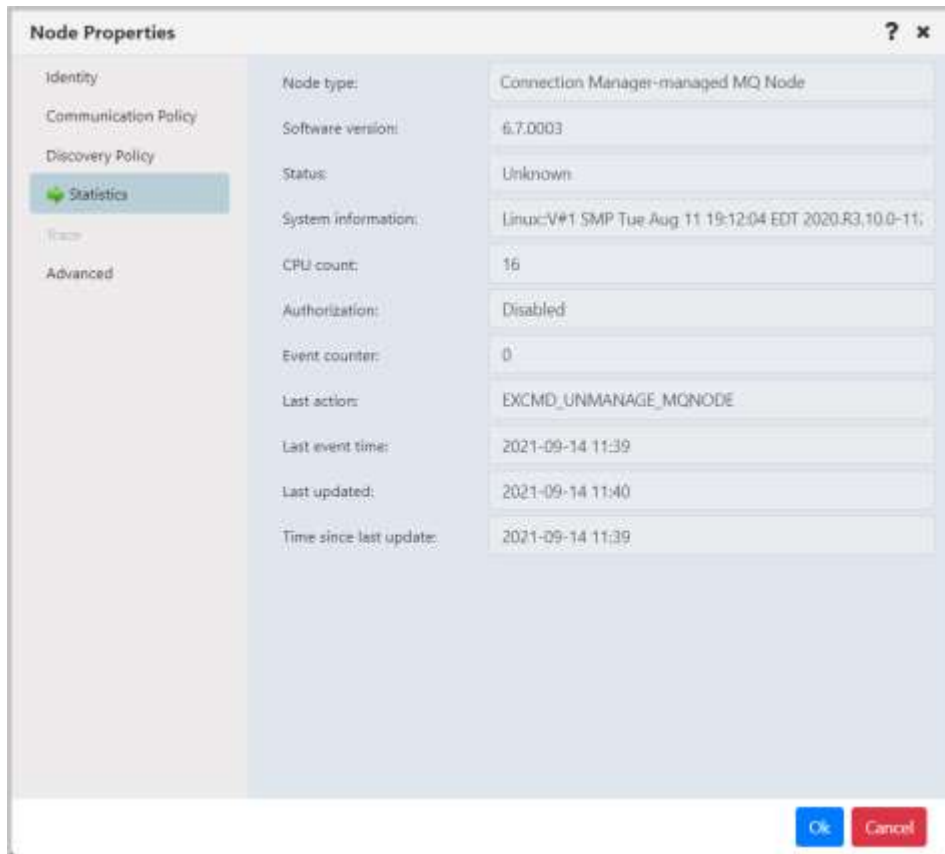 Node Properties ? ×
Identity
Communication Policy
Discovery Policy
Statistics
Trace
Advanced
Node type: Connection Manager-managed MQ Node
Software version: 6.7.0003
Status: Unknown
System information: Linux::V#1 SMP Tue Aug 11 19:12:04 EDT 2020.R3.10.0-11
CPU count: 16
Authorization: Disabled
Event counter: 0
Last action: EXCMD_UNMANAGE_MQNODE
Last event time: 2021-09-14 11:39
Last updated: 2021-09-14 11:40
Time since last update: 2021-09-14 11:39
Ok Cancel